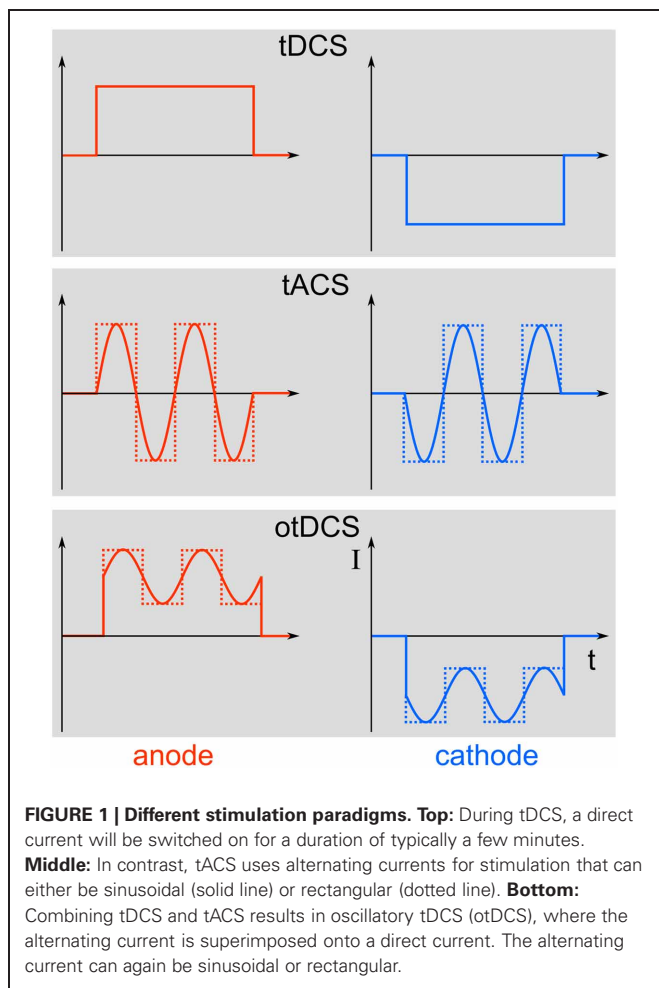 tDCS
tACS
otDCS
I
t
anode
cathode
FIGURE 1 | Different stimulation paradigms. Top: During tDCS, a direct
current will be switched on for a duration of typically a few minutes.
Middle: In contrast, tACS uses alternating currents for stimulation that can
either be sinusoidal (solid line) or rectangular (dotted line). Bottom:
Combining tDCS and tACS results in oscillatory tDCS (otDCS), where the
alternating current is superimposed onto a direct current. The alternating
current can again be sinusoidal or rectangular.